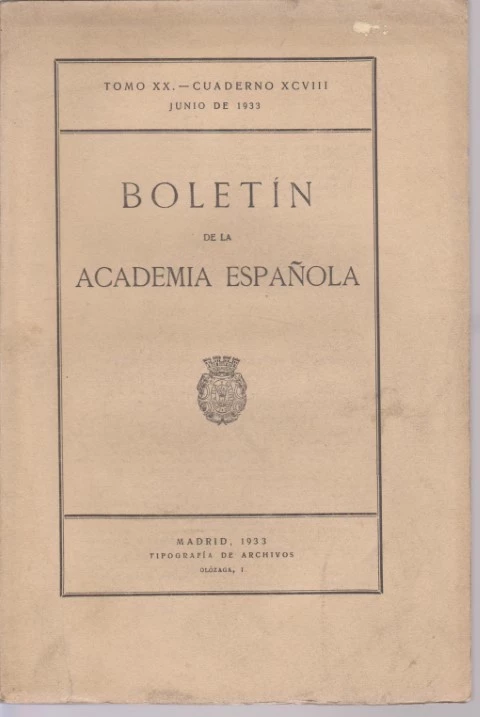 TOMO XX. — CUADERNO XCVIII
JUNIO DE 1933
BOLETÍN
DE LA
ACADEMIA ESPAÑOLA
MADRID, 1933
TIPOGRAFÍA DE ARCHIVOS
OLÓZAGA, 1